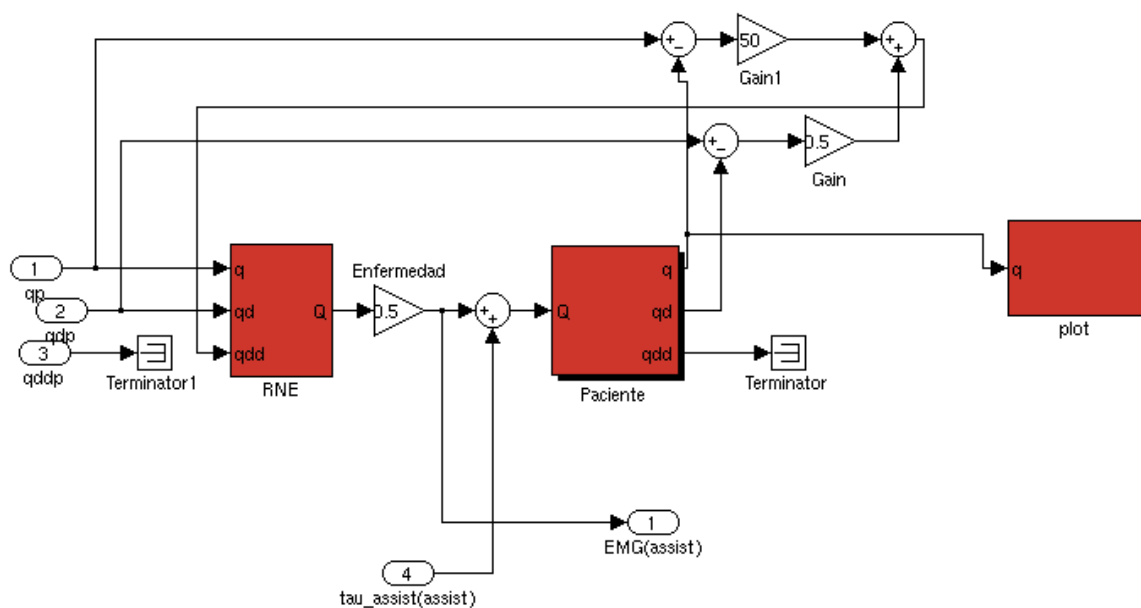 50
Gain1
0.5
Gain
1
qp
2
qdp
3
qddp
Terminator1
q
qd
qdd
Q
RNE
Enfermedad
0.5
Q
q
qd
qdd
Paciente
Terminator
q
plot
1
EMG(assist)
4
tau_assist(assist)